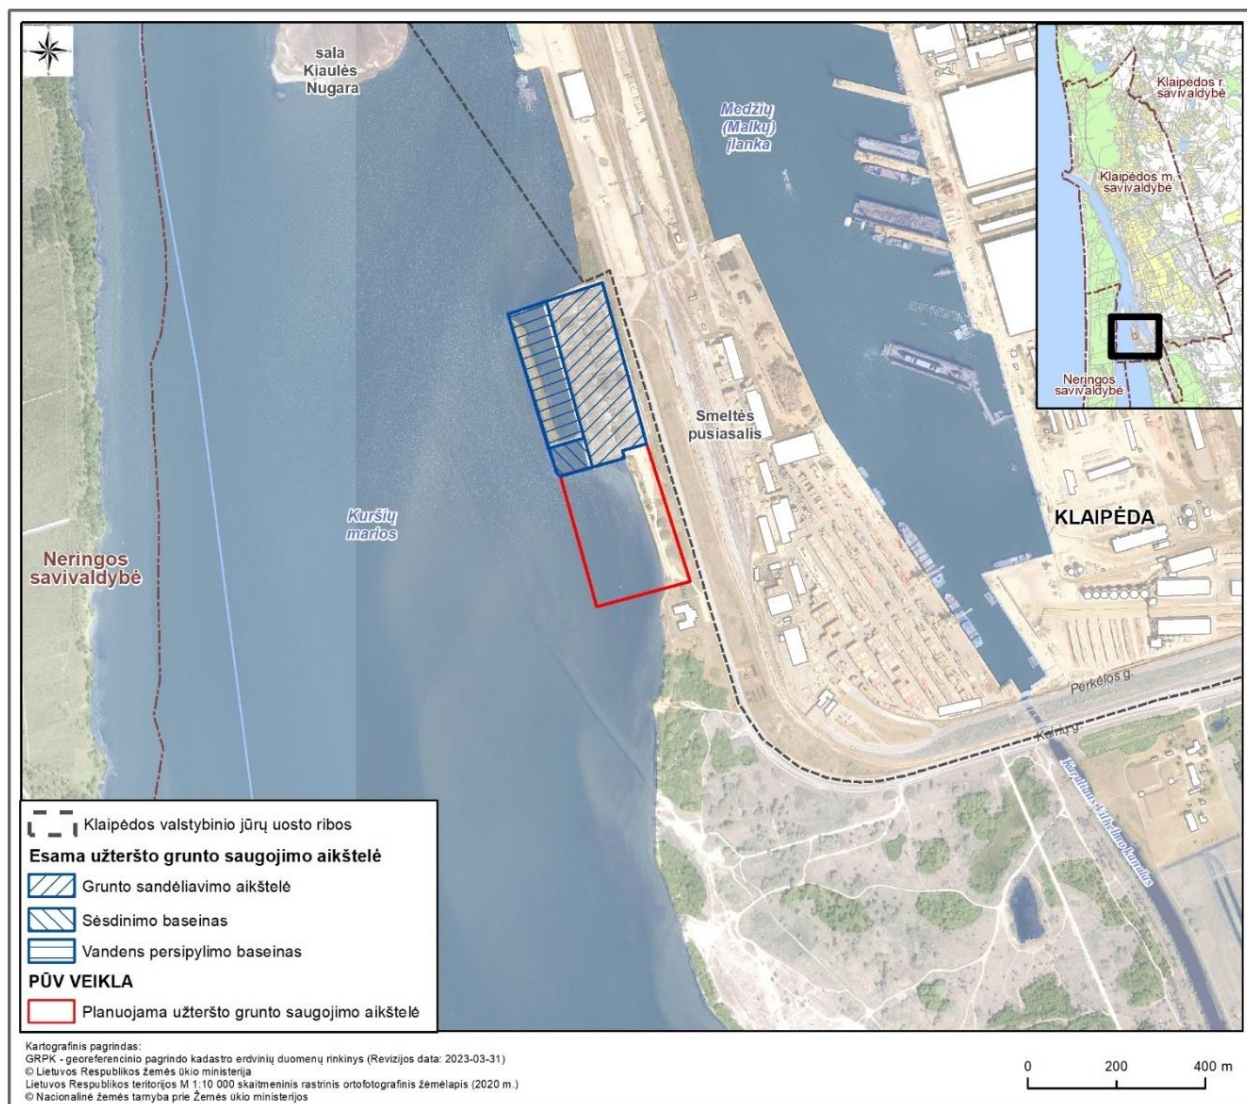 sala
Kiaulės
Nugara
Medžių
(Malkų)
įlanka
Klaipėdos r.
savivaldybė
Klaipėdos m.
savivaldybė
Neringos
savivaldybė
Smeltės
pusiasalis
KLAIPĖDA
Kuršių
marios
Neringos
savivaldybė
Perkėlos g.
Kairių g.
Karaliaus Vilhelmo kanalas
Klaipėdos valstybinio jūrų uosto ribos
Esama užteršto grunto saugojimo aikštelė
Grunto sandėliavimo aikštelė
Sėsdinimo baseinas
Vandens persipylimo baseinas
PŪV VEIKLA
Planuojama užteršto grunto saugojimo aikštelė
Kartografinis pagrindas:
GRPK - georeferencinio pagrindo kadastro erdvinių duomenų rinkinys (Revizijos data: 2023-03-31)
© Lietuvos Respublikos žemės ūkio ministerija
Lietuvos Respublikos teritorijos M 1:10 000 skaitmeninis rastrinis ortofotografinis žemėlapis (2020 m.)
© Nacionalinė žemės tarnyba prie Žemės ūkio ministerijos
0 200 400 m